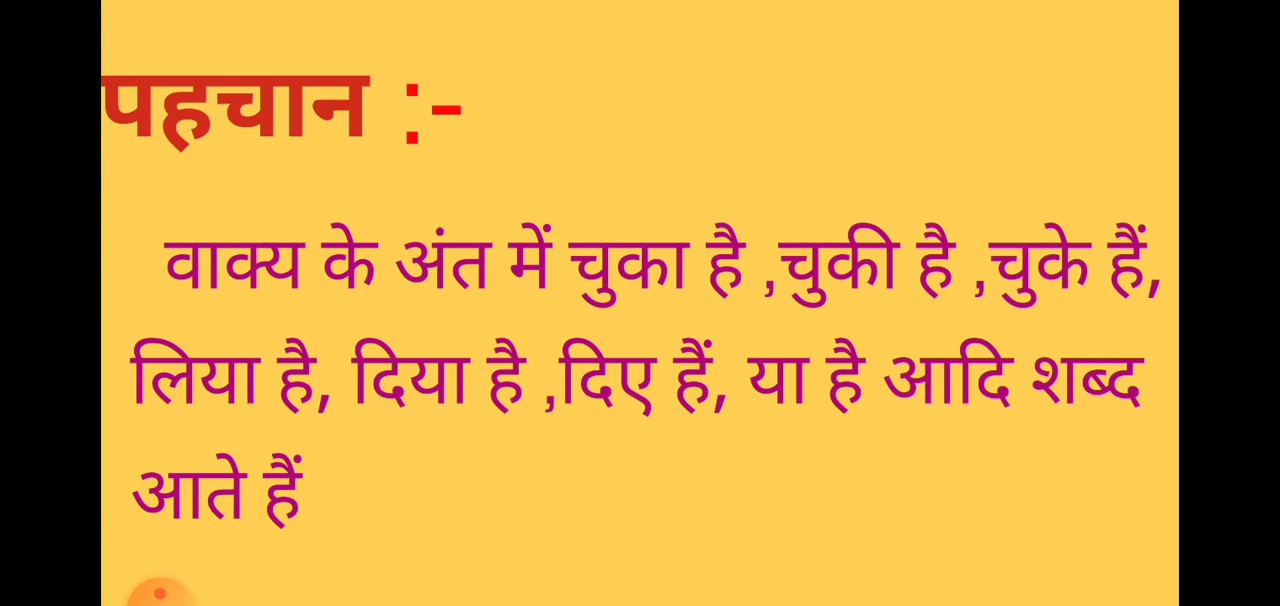 पहचान :-
वाक्य के अंत में चुका है ,चुकी है ,चुके हैं,
लिया है, दिया है ,दिए हैं, या है आदि शब्द
आते हैं